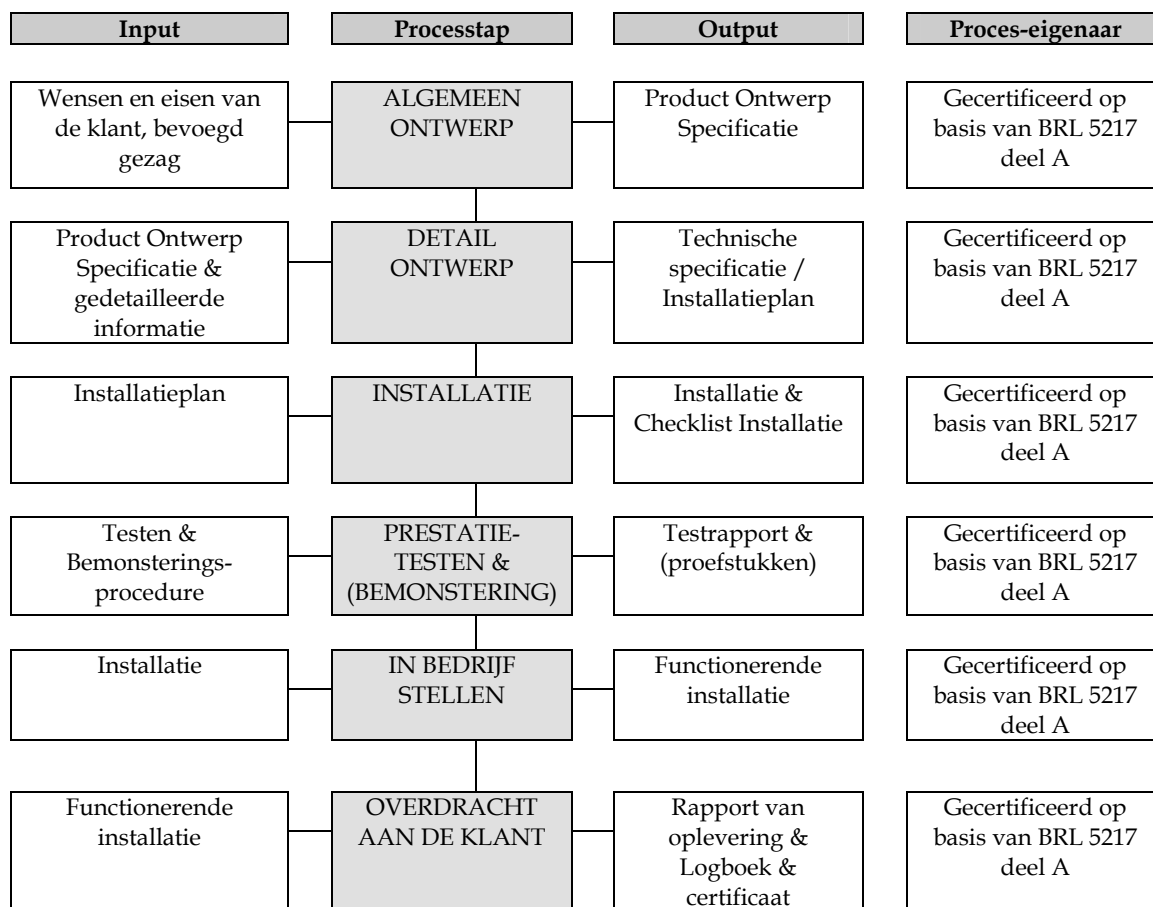 Input
Processtap
Output
Proces-eigenaar
Wensen en eisen van
de klant, bevoegd
gezag
ALGEMEEN
ONTWERP
Product Ontwerp
Specificatie
Gecertificeerd op
basis van BRL 5217
deel A
Product Ontwerp
Specificatie &
gedetailleerde
informatie
DETAIL
ONTWERP
Technische
specificatie /
Installatieplan
Gecertificeerd op
basis van BRL 5217
deel A
Installatieplan
INSTALLATIE
Installatie &
Checklist Installatie
Gecertificeerd op
basis van BRL 5217
deel A
Testen &
Bemonsterings-
procedure
PRESTATIE-
TESTEN &
(BEMONSTERING)
Testrapport &
(proefstukken)
Gecertificeerd op
basis van BRL 5217
deel A
Installatie
IN BEDRIJF
STELLEN
Functionerende
installatie
Gecertificeerd op
basis van BRL 5217
deel A
Functionerende
installatie
OVERDRACHT
AAN DE KLANT
Rapport van
oplevering &
Logboek &
certificaat
Gecertificeerd op
basis van BRL 5217
deel A